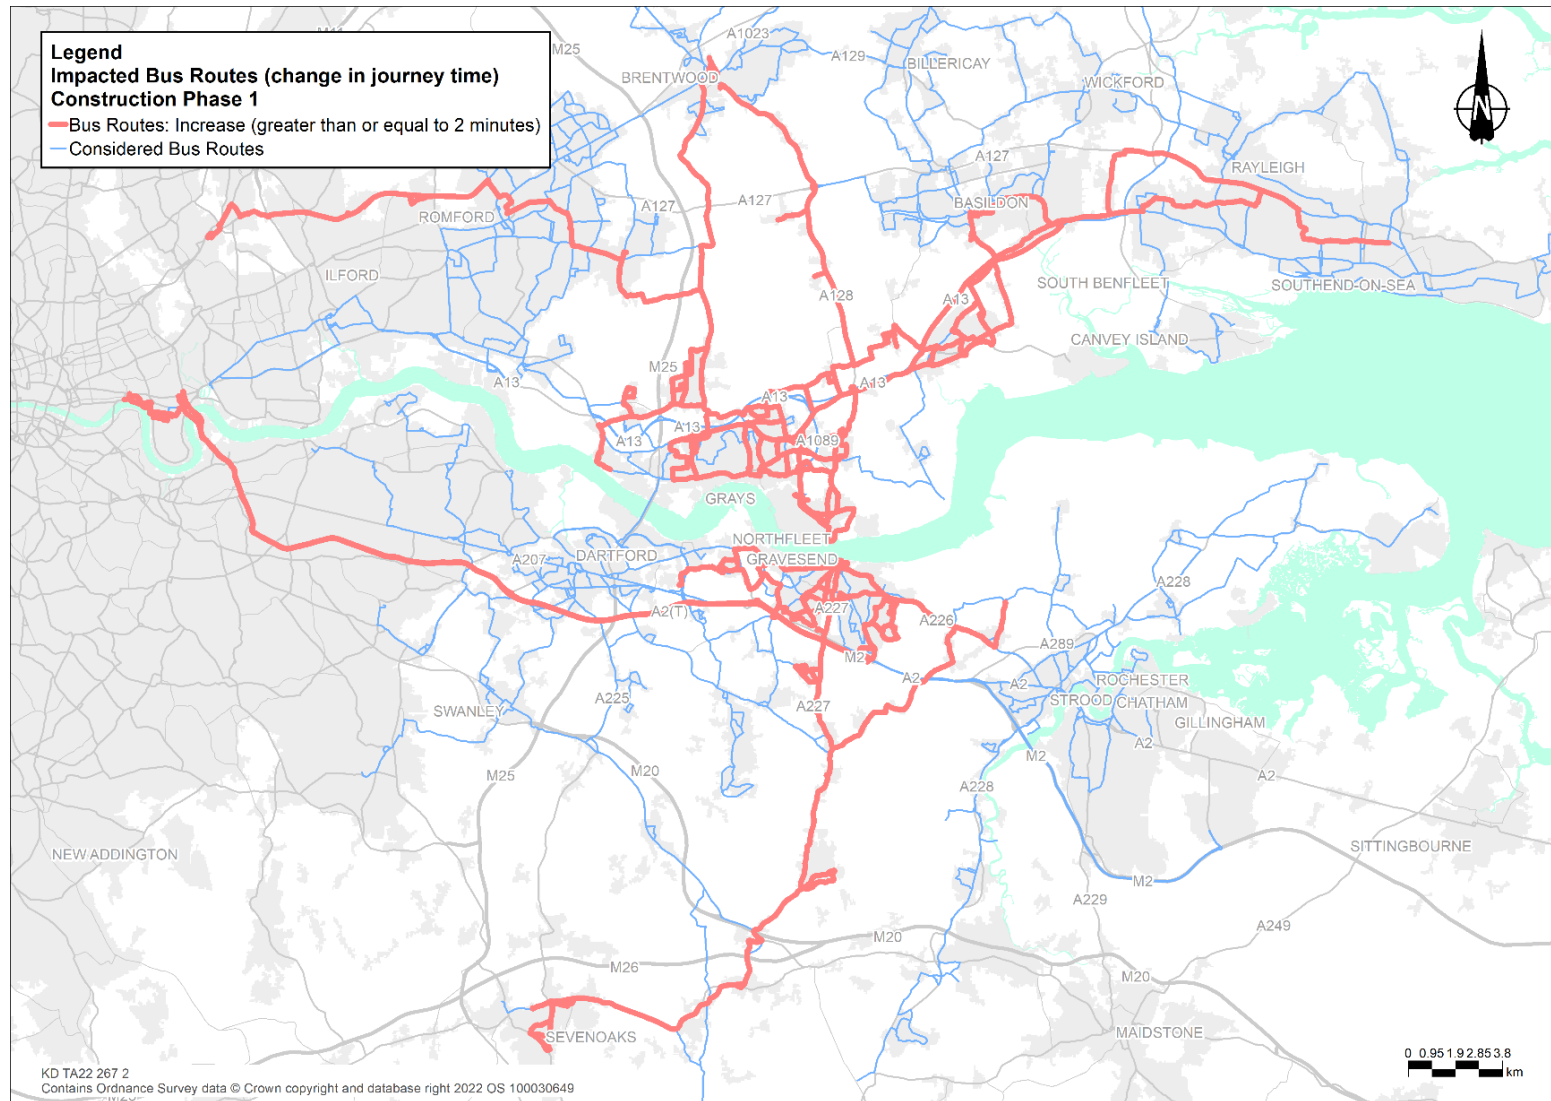 Legend
Impacted Bus Routes (change in journey time)
Construction Phase 1
Bus Routes: Increase (greater than or equal to 2 minutes)
Considered Bus Routes
M25
A1023
A129
BRENTWOOD
BILLERICAY
WICKFORD
N
A127
RAYLEIGH
ROMFORD
A127
A127
BASILDON
ILFORD
SOUTH BENFLEET
SOUTHEND-ON-SEA
A128
A13
CANVEY ISLAND
M25
A13
A13
A13
A13
A13
A1089
GRAYS
NORTHFLEET
DARTFORD
GRAVESEND
A207
A228
A2(T)
A227
A226
A289
M2
A2
A2
ROCHESTER
STROOD
CHATHAM
A225
A227
SWANLEY
GILLINGHAM
A2
M2
M25
M20
A2
A228
NEW ADDINGTON
SITTINGBOURNE
M2
A229
A249
M20
M26
M20
SEVENOAKS
MAIDSTONE
0 0.95 1.9 2.85 3.8
km
KD TA22 267 2
Contains Ordnance Survey data © Crown copyright and database right 2022 OS 100030649